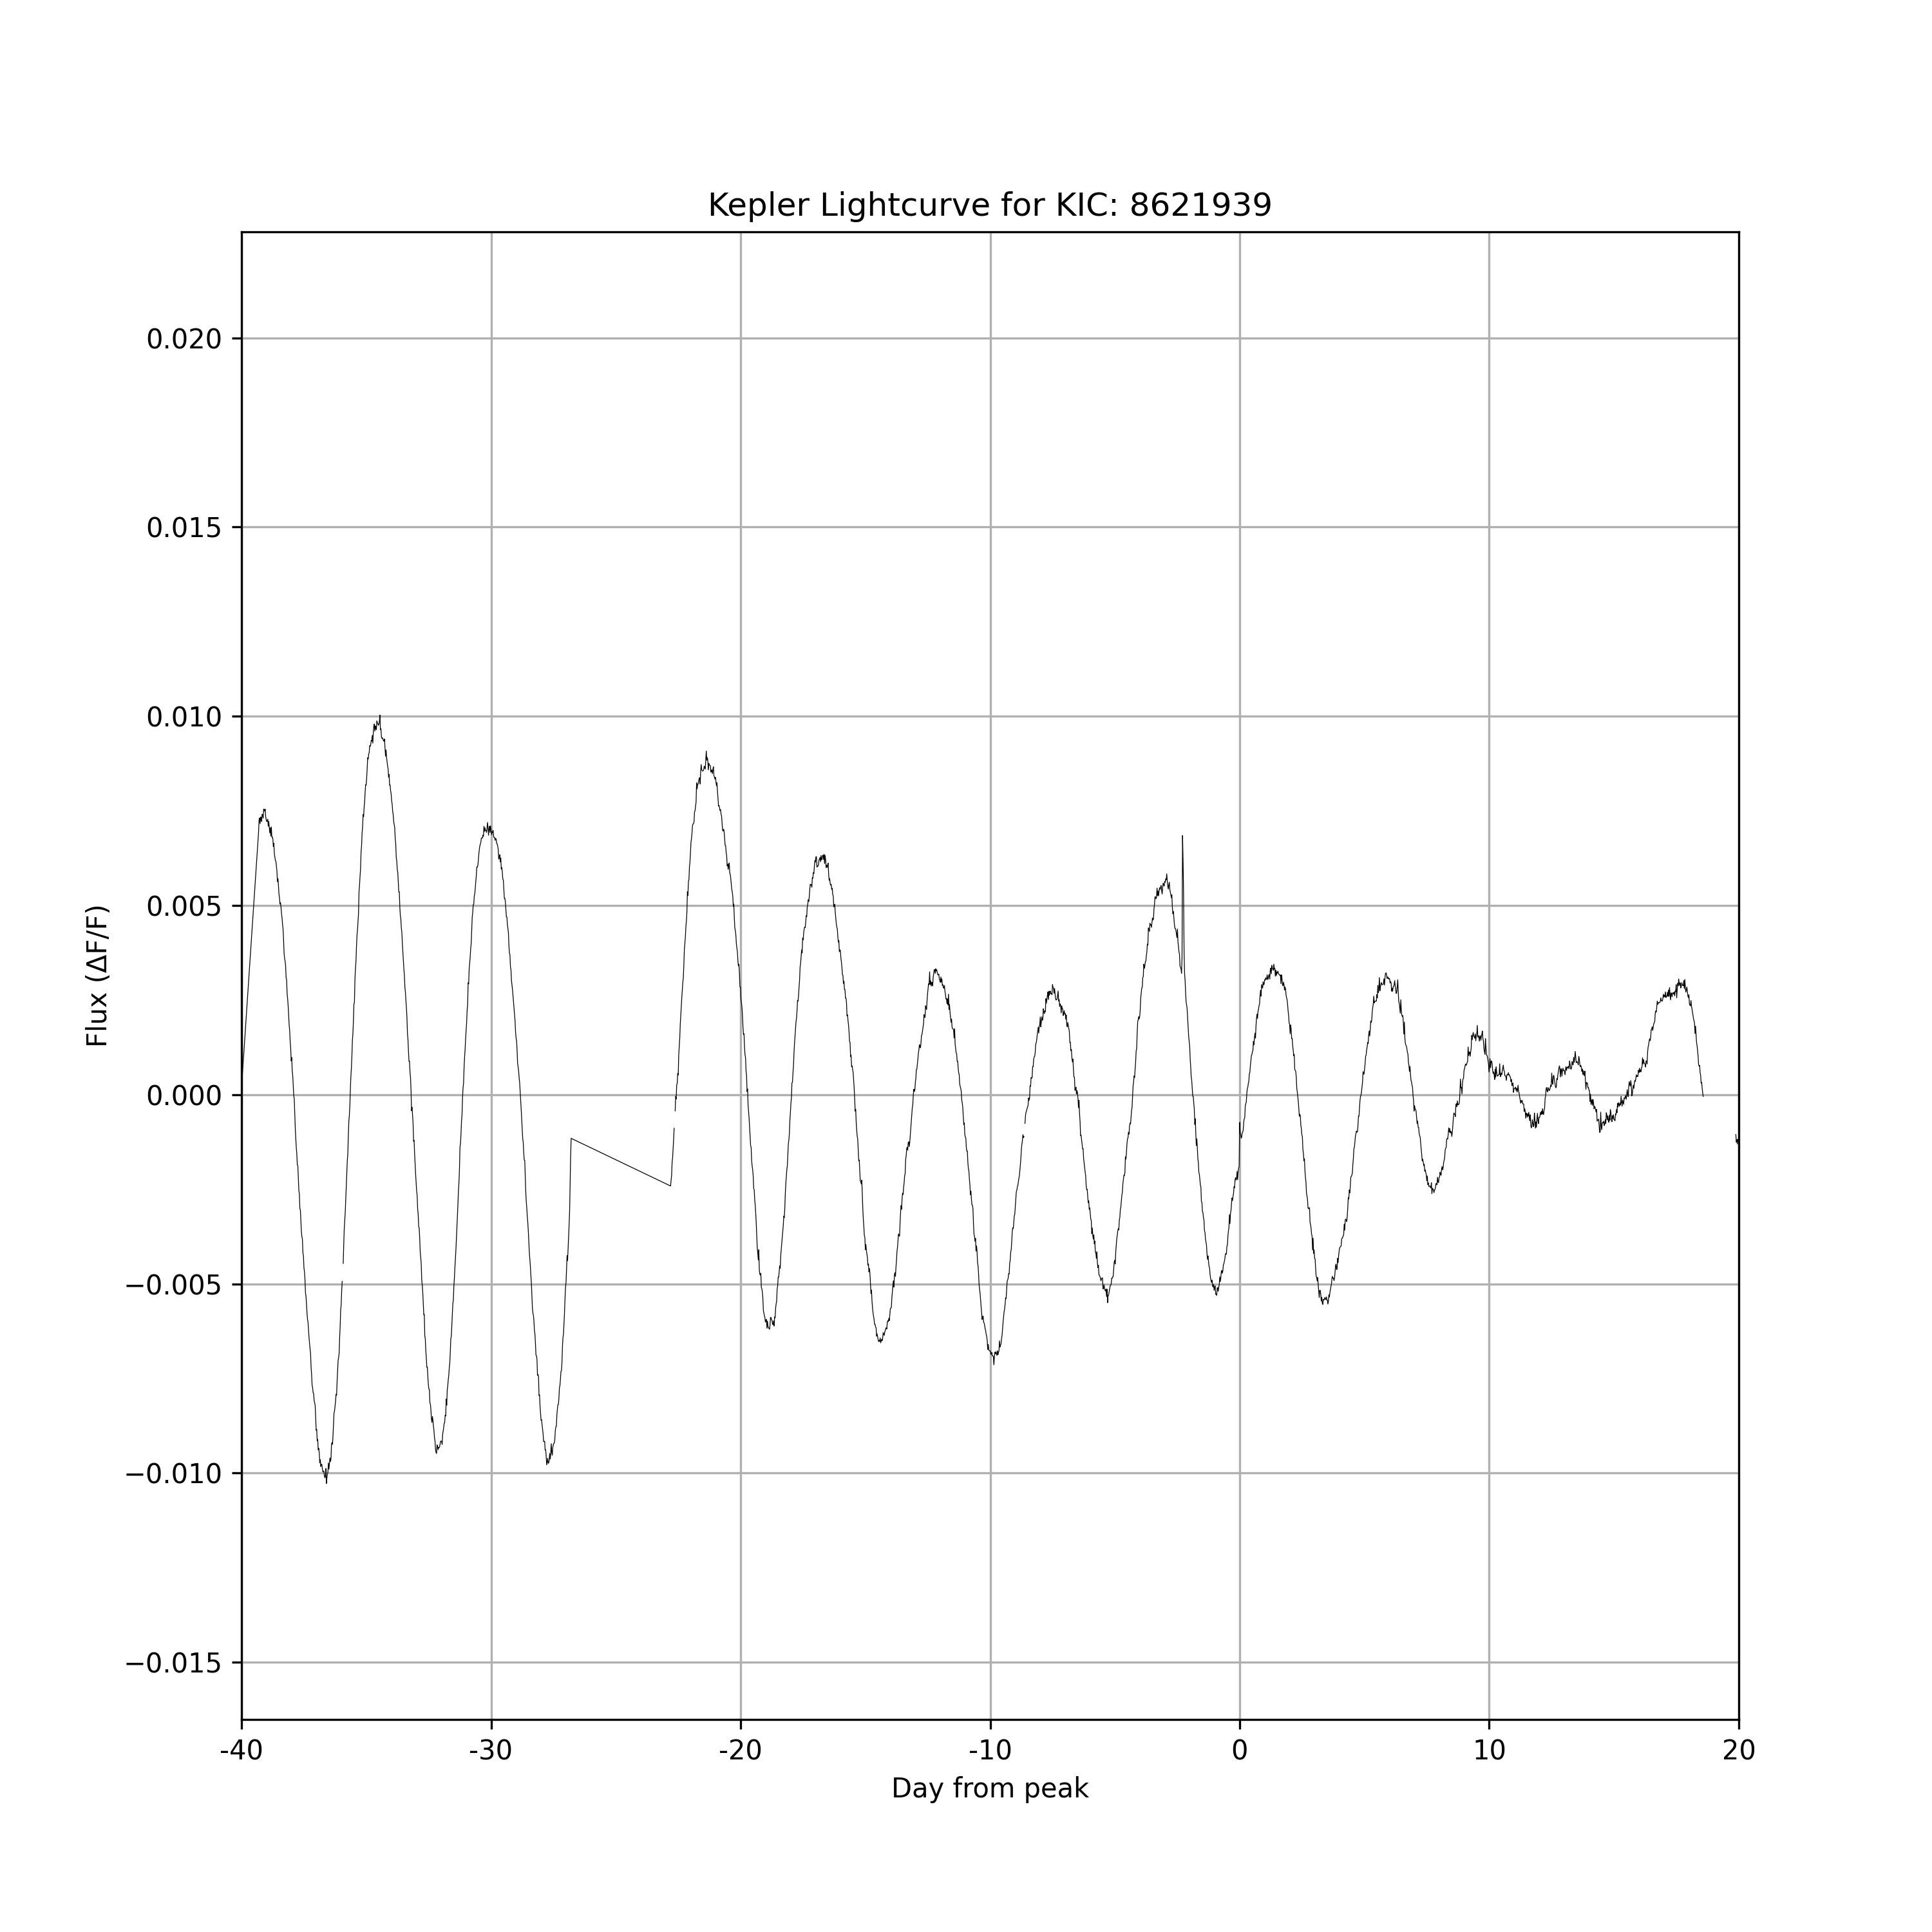 Kepler Lightcurve for KIC: 8621939
Flux (ΔF/F)
0.020
0.015
0.010
0.005
0.000
−0.005
−0.010
−0.015
-40 -30 -20 -10 0 10 20
Day from peak